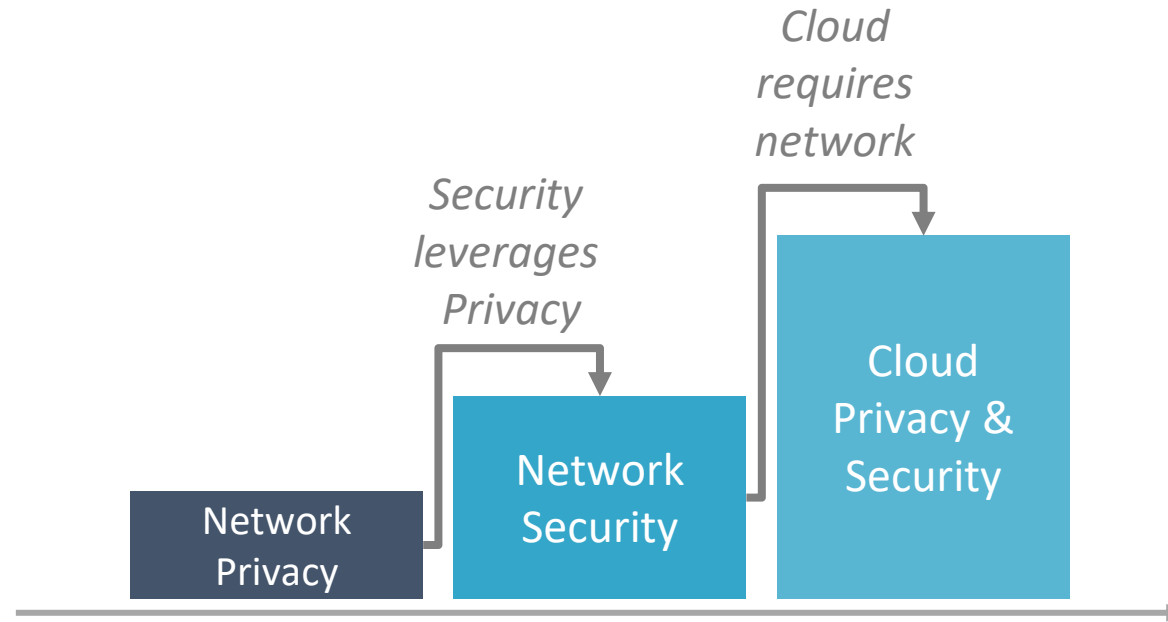 Cloud
requires
network
Security
leverages
Privacy
Cloud
Privacy &
Security
Network
Security
Network
Privacy